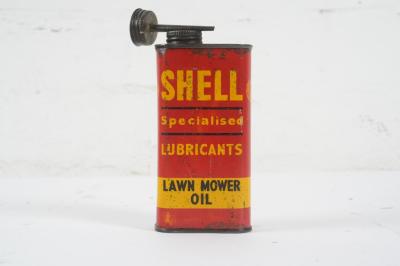 SHELL
Specialised
LUBRICANTS
LAWN MOWER
OIL